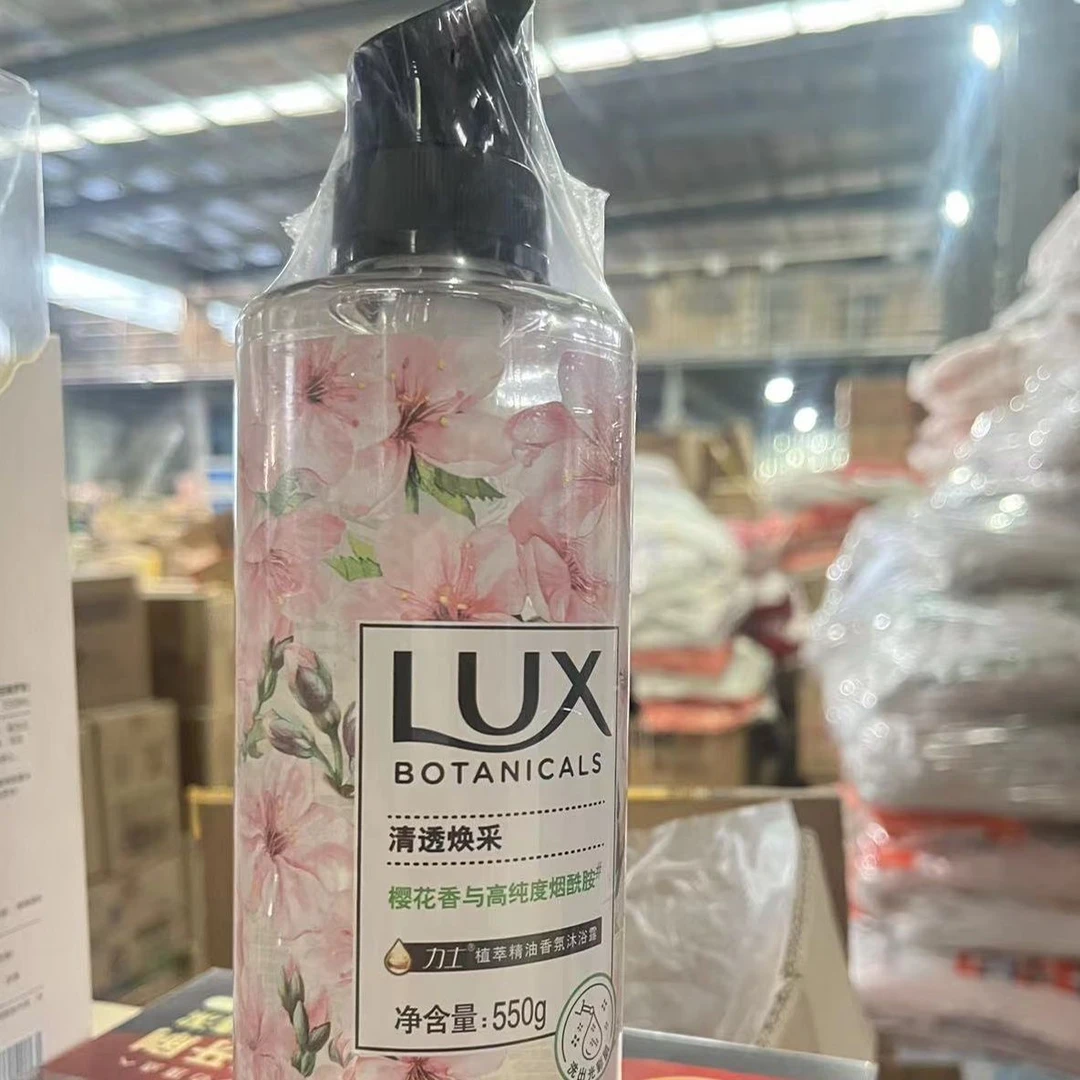 LUX
BOTANICALS
清透焕采
樱花香与高纯度烟酰胺#
力士®植萃精油香氛沐浴露
净含量:550g